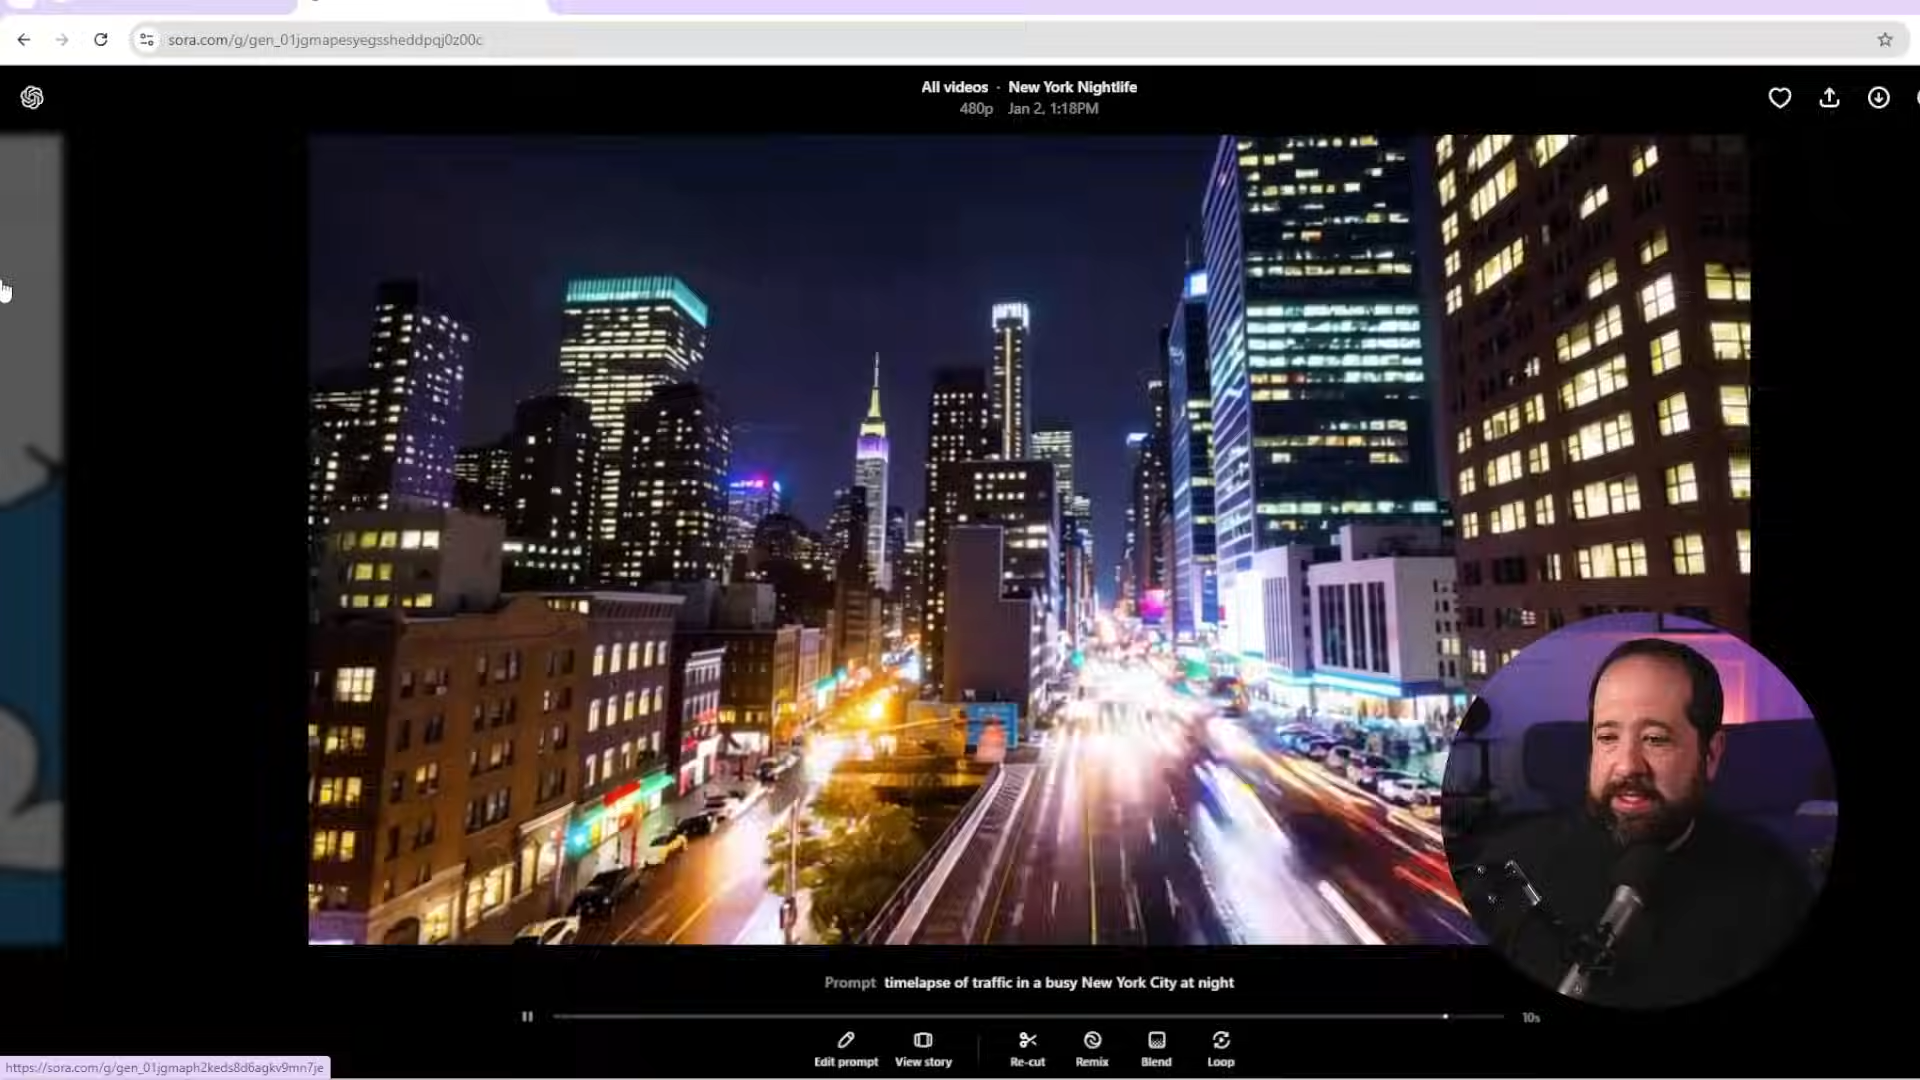 sora.com/g/gen_01jgmapesyegssheddpqj0z00c
All videos · New York Nightlife
480p Jan 2, 1:18PM
Prompt timelapse of traffic in a busy New York City at night
10s
Edit prompt View story Re-cut Remix Blend Loop
https://sora.com/g/gen_01jgmaph2keds8d6agkv9mn7je